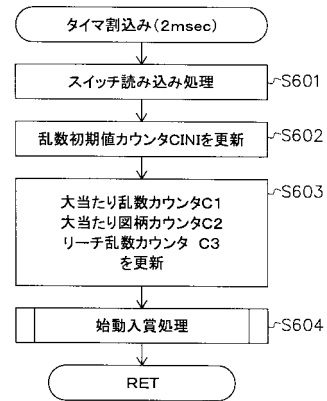 タイマ割込み(2msec)
スイッチ読み込み処理
S601
乱数初期値カウンタCINIを更新
S602
大当たり乱数カウンタC1
大当たり図柄カウンタC2
リーチ乱数カウンタ C3
を更新
S603
始動入賞処理
S604
RET